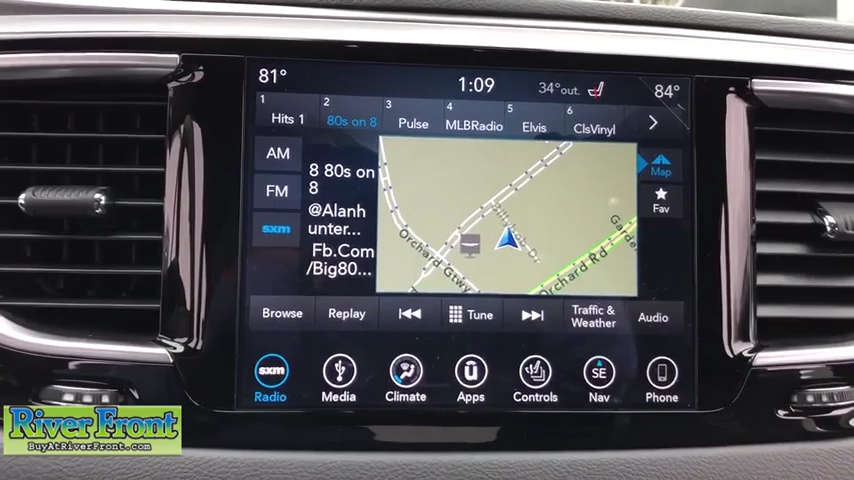 81°
1:09
34°out.
84°
1
Hits 1
2
80s on 8
3
Pulse
4
MLBRadio
5
Elvis
6
ClsVinyl
AM
FM
sxm
8 80s on
8
@Alanh
unter...
Fb.Com
/Big80...
Orchard Gtwy
Orchard Rd
Map
Fav
Browse
Replay
Tune
Traffic &
Weather
Audio
sxm
Radio
Media
Climate
Apps
Controls
SE
Nav
Phone
River Front
BuyAtRiverFront.com